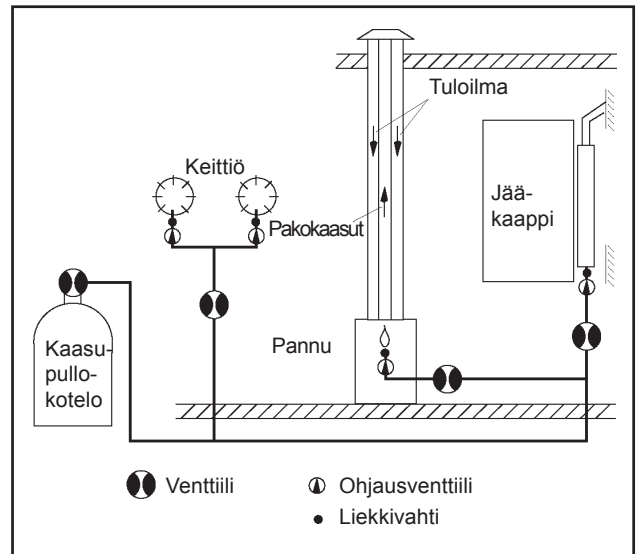 Tuloilma
Keittiö
Pakokaasut
Jää-
kaappi
Kaasu-
pullo-
kotelo
Pannu
Venttiili
Ohjausventtiili
Liekkivahti